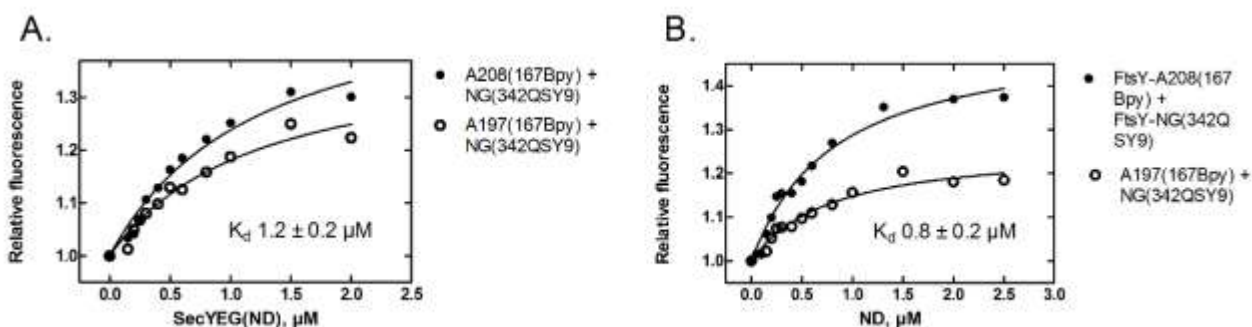 A.
Relative fluorescence
1.3
1.2
1.1
1.0
K_d 1.2 ± 0.2 µM
0.0 0.5 1.0 1.5 2.0 2.5
SecYEG(ND), µM
A208(167Bpy) +
NG(342QSY9)
A197(167Bpy) +
NG(342QSY9)
B.
Relative fluorescence
1.4
1.3
1.2
1.1
1.0
K_d 0.8 ± 0.2 µM
0.0 0.5 1.0 1.5 2.0 2.5 3.0
ND, µM
FtsY-A208(167
Bpy) +
FtsY-NG(342Q
SY9)
A197(167Bpy) +
NG(342QSY9)